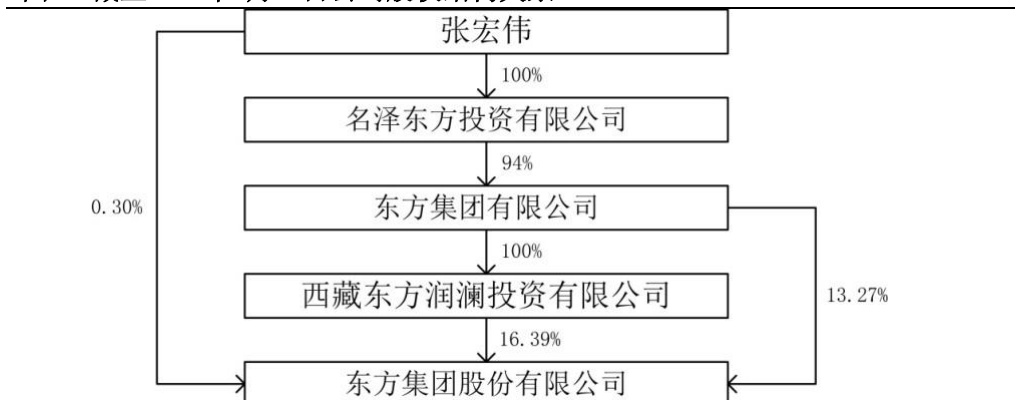 张宏伟
100%
名泽东方投资有限公司
94%
0.30%
东方集团有限公司
100%
西藏东方润澜投资有限公司
13.27%
16.39%
东方集团股份有限公司